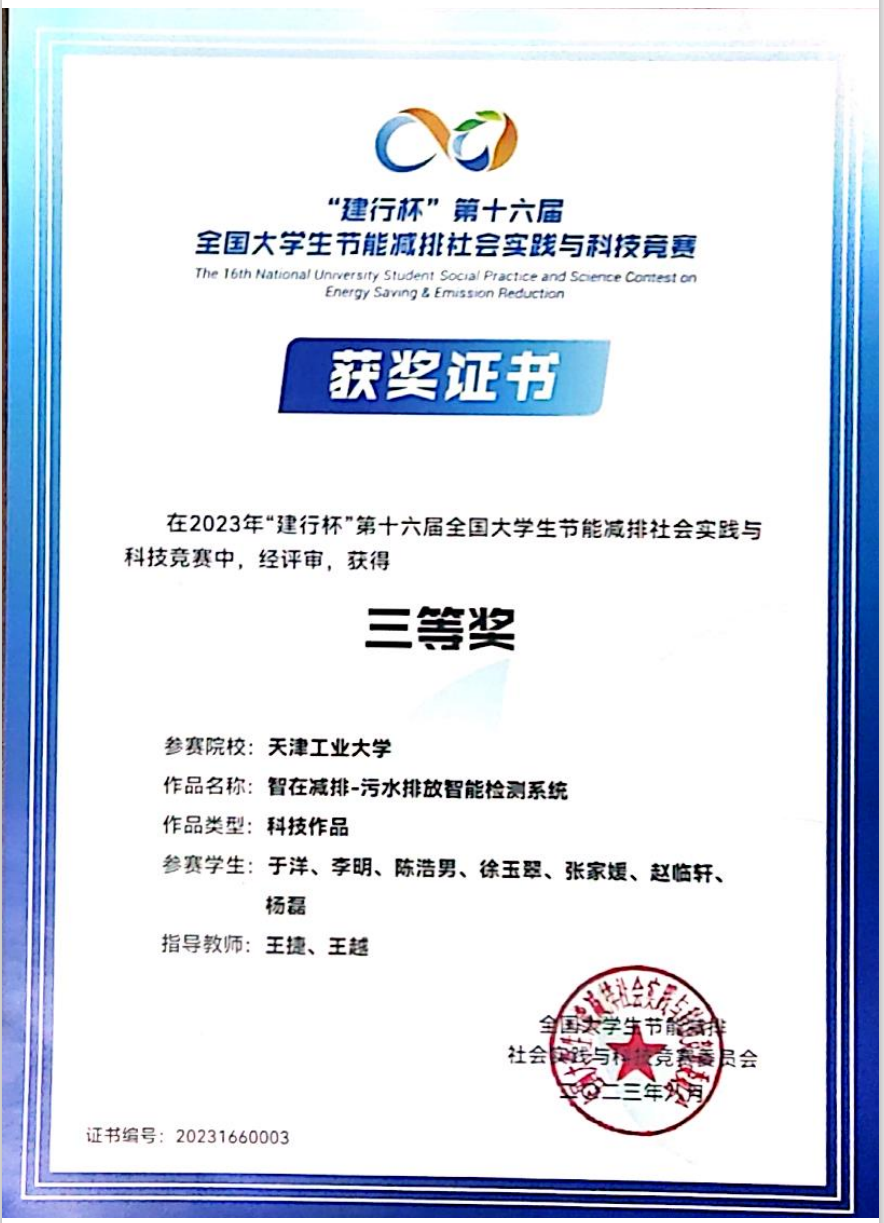 “建行杯”第十六届
全国大学生节能减排社会实践与科技竞赛
The 16th National University Student Social Practice and Science Contest on
Energy Saving & Emission Reduction
获奖证书
在2023年“建行杯”第十六届全国大学生节能减排社会实践与
科技竞赛中，经评审，获得
三等奖
参赛院校：天津工业大学
作品名称：智在减排-污水排放智能检测系统
作品类型：科技作品
参赛学生：于洋、李明、陈浩男、徐玉翠、张家媛、赵临轩、
杨磊
指导教师：王捷、王越
全国大学生节能减排
社会实践与科技竞赛委员会
二〇二三年 月
证书编号：20231660003